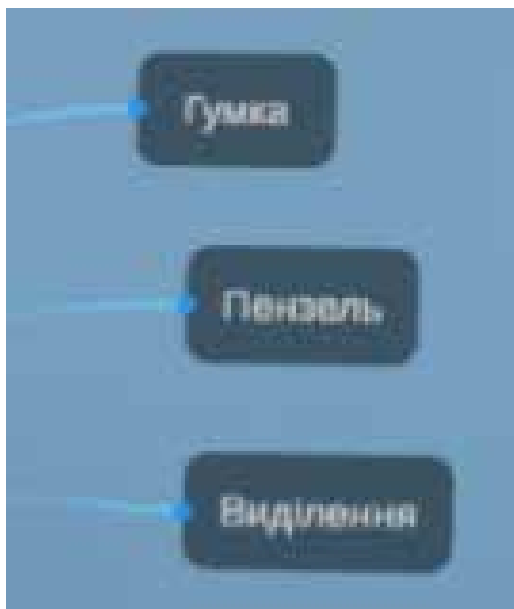 Гумка
Пензель
Виділення